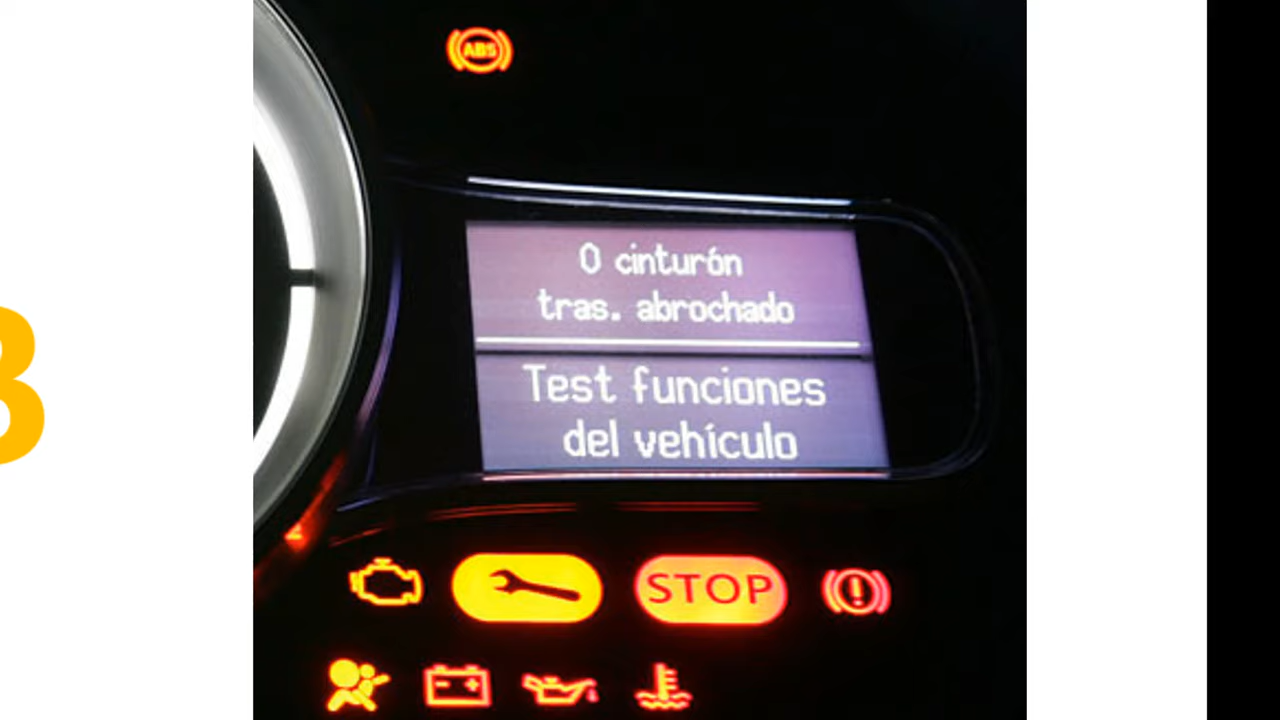 ABS
0 cinturón
tras. abrochado
Test funciones
del vehículo
STOP